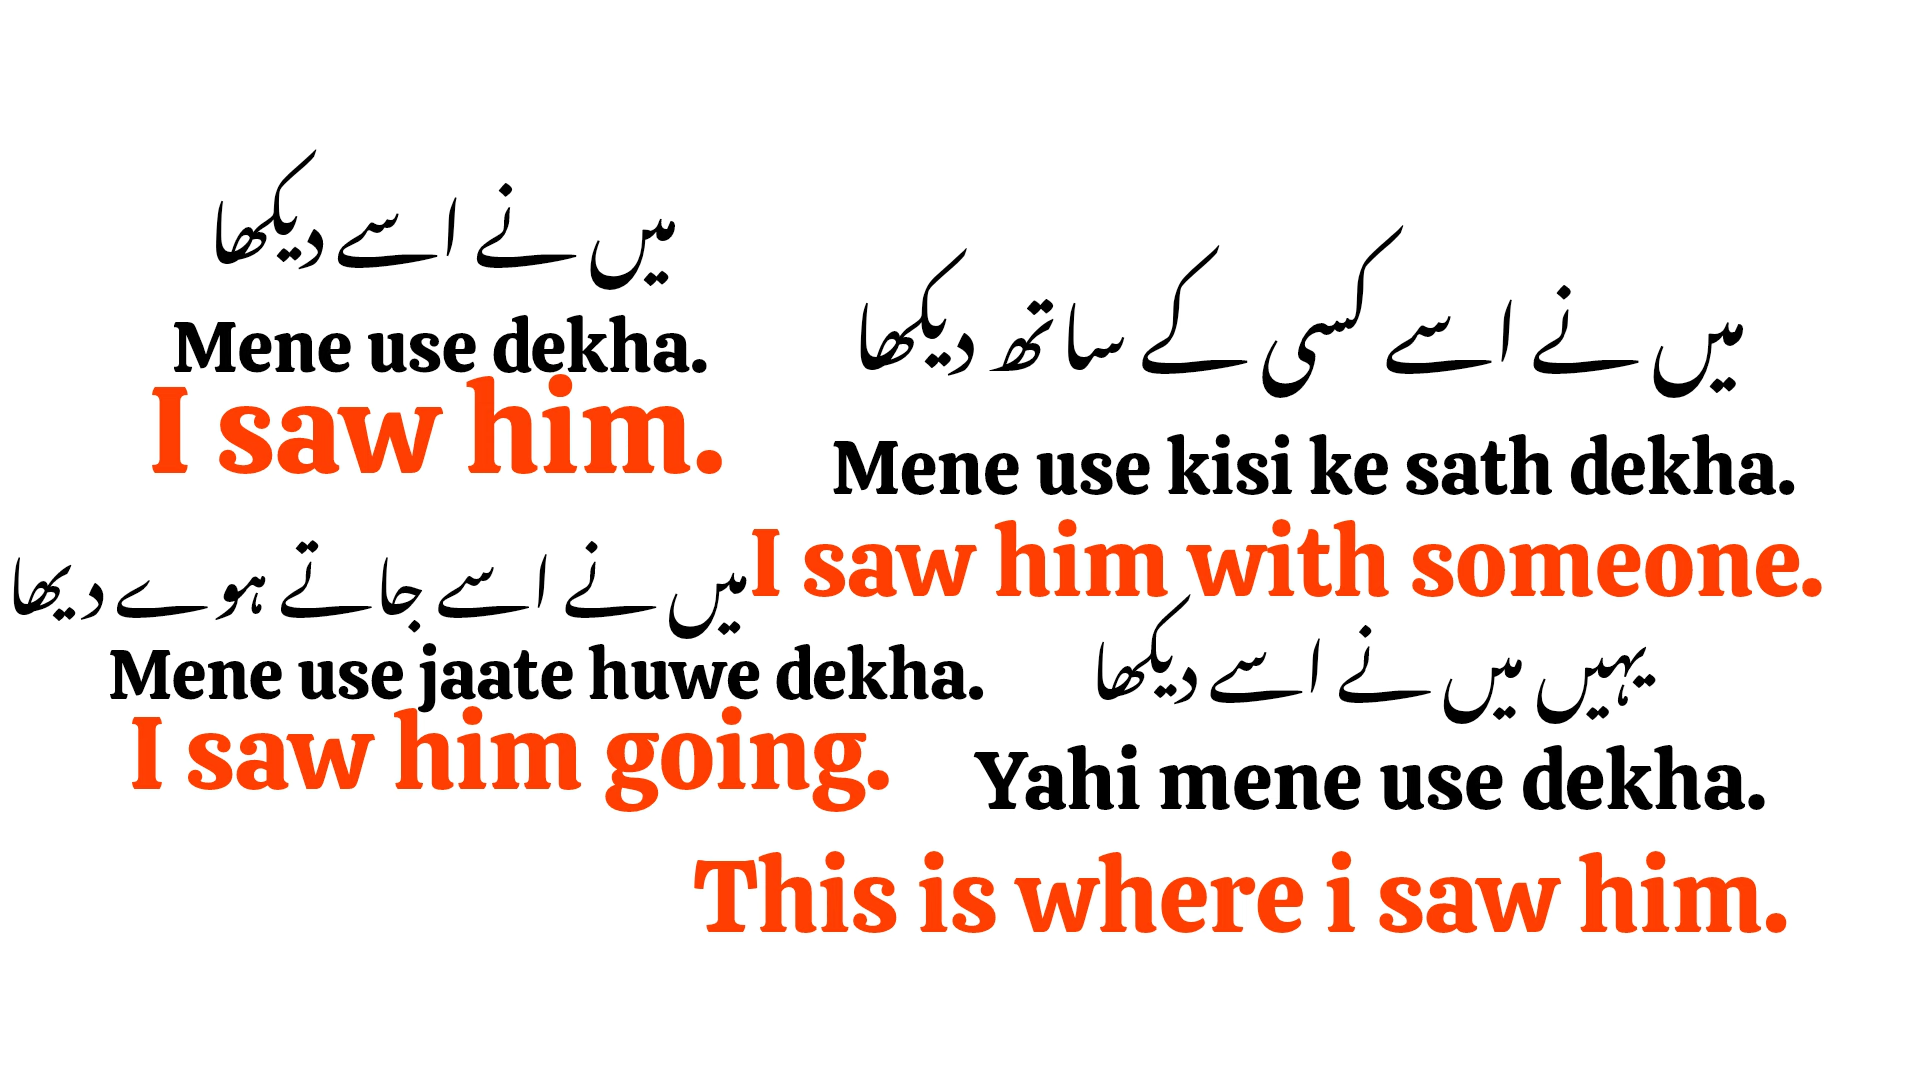 میں نے اسے دیکھا
Mene use dekha.
I saw him.
میں نے اسے کسی کے ساتھ دیکھا
Mene use kisi ke sath dekha.
I saw him with someone.
میں نے اسے جاتے ہوے دیھا
Mene use jaate huwe dekha.
I saw him going.
یہیں میں نے اسے دیکھا
Yahi mene use dekha.
This is where i saw him.